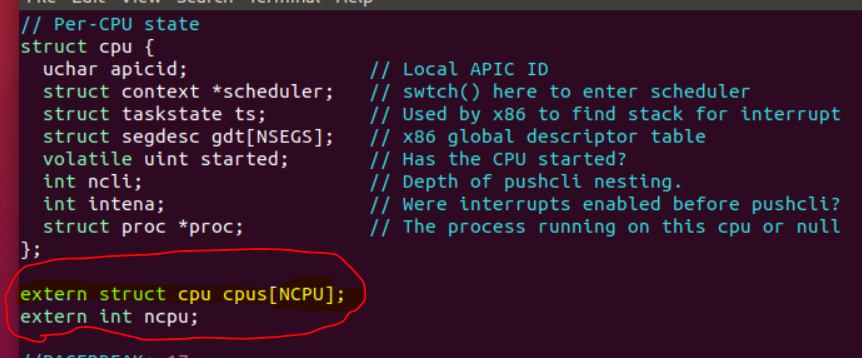 File Edit View Search Terminal Help
// Per-CPU state
struct cpu {
  uchar apicid;                // Local APIC ID
  struct context *scheduler;   // swtch() here to enter scheduler
  struct taskstate ts;         // Used by x86 to find stack for interrupt
  struct segdesc gdt[NSEGS];   // x86 global descriptor table
  volatile uint started;       // Has the CPU started?
  int ncli;                    // Depth of pushcli nesting.
  int intena;                  // Were interrupts enabled before pushcli?
  struct proc *proc;           // The process running on this cpu or null
};
extern struct cpu cpus[NCPU];
extern int ncpu;
//PAGEBREAK: 17